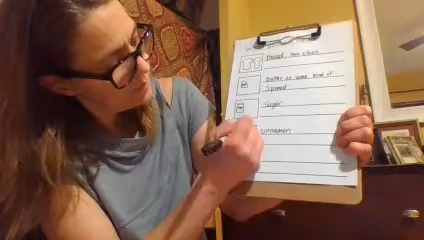 Bread, two slices
Butter or some kind of
Spread
Sugar
cinnamon